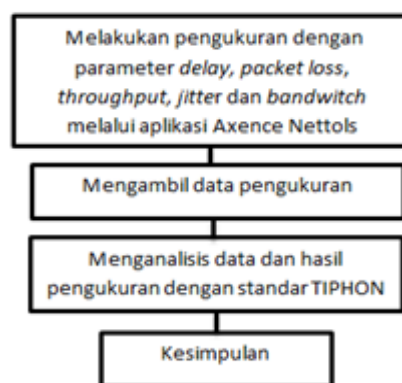 Melakukan pengukuran dengan
parameter delay, packet loss,
throughput, jitter dan bandwitch
melalui aplikasi Axence Nettols
Mengambil data pengukuran
Menganalisis data dan hasil
pengukuran dengan standar TIPHON
Kesimpulan